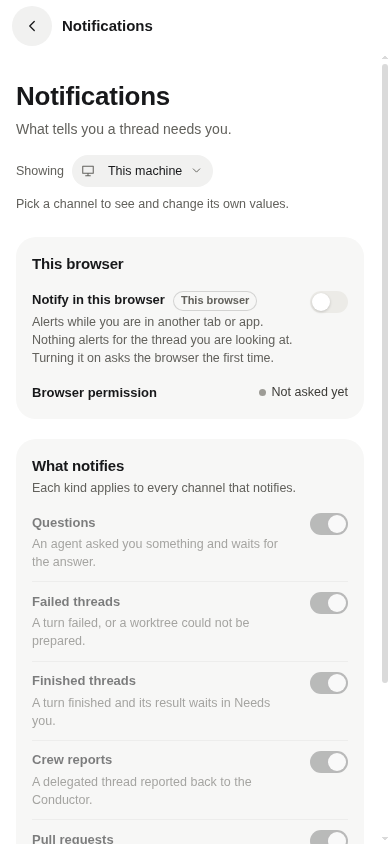 Notifications
Notifications
What tells you a thread needs you.
Showing This machine
Pick a channel to see and change its own values.
This browser
Notify in this browser This browser
Alerts while you are in another tab or app.
Nothing alerts for the thread you are looking at.
Turning it on asks the browser the first time.
Browser permission Not asked yet
What notifies
Each kind applies to every channel that notifies.
Questions
An agent asked you something and waits for
the answer.
Failed threads
A turn failed, or a worktree could not be
prepared.
Finished threads
A turn finished and its result waits in Needs
you.
Crew reports
A delegated thread reported back to the
Conductor.
Pull requests